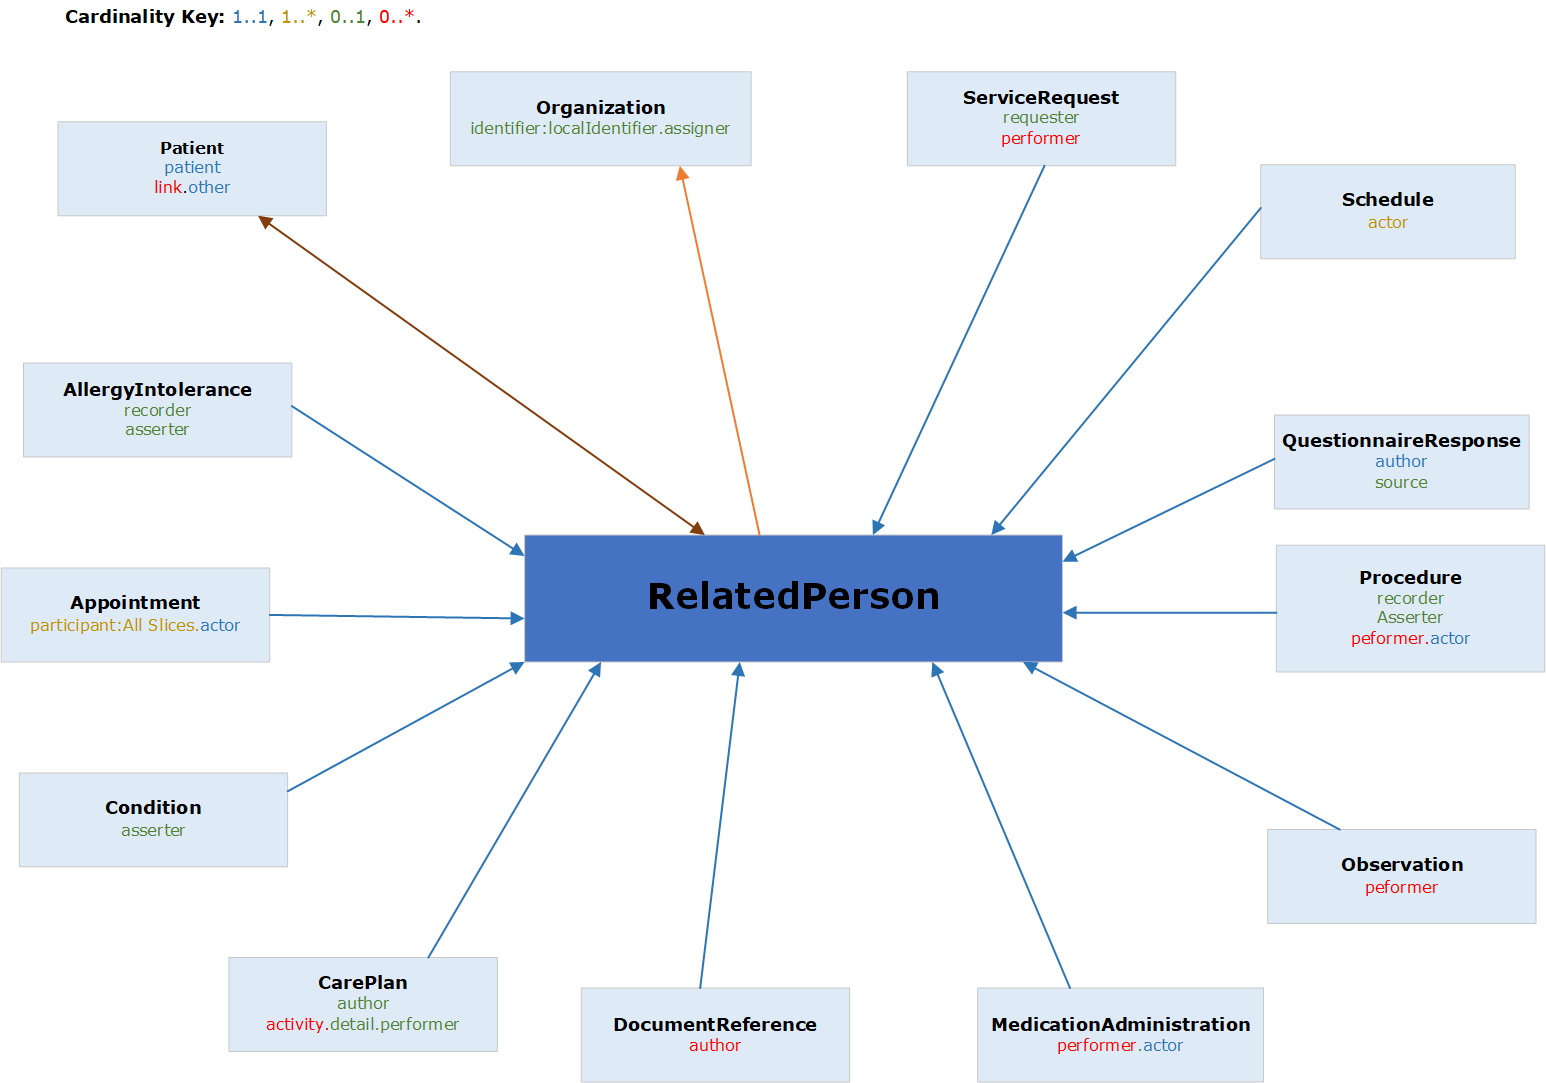 Cardinality Key: 1..1, 1..*, 0..1, 0..*.
Organization
identifier:localIdentifier.assigner
ServiceRequest
requester
performer
Patient
patient
link.other
Schedule
actor
AllergyIntolerance
recorder
asserter
QuestionnaireResponse
author
source
RelatedPerson
Procedure
recorder
Asserter
peformer.actor
Appointment
participant:All Slices.actor
Condition
asserter
Observation
peformer
CarePlan
author
activity.detail.performer
DocumentReference
author
MedicationAdministration
performer.actor